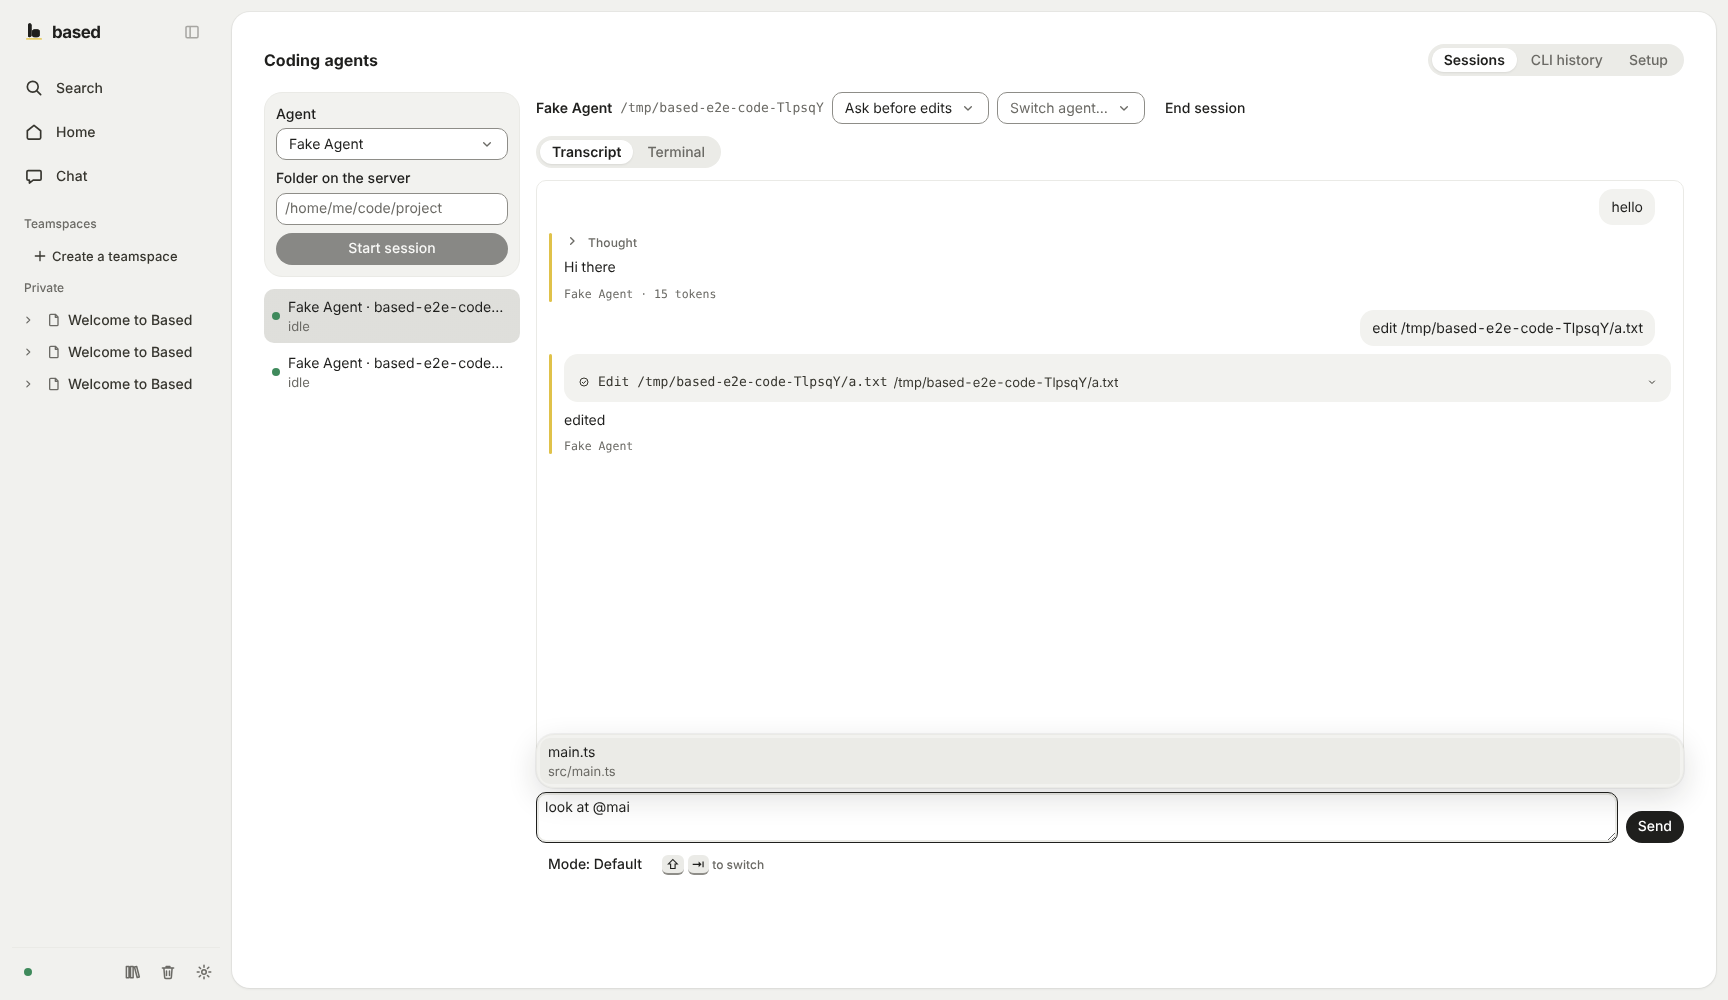 based
Search
Home
Chat
Teamspaces
Create a teamspace
Private
Welcome to Based
Welcome to Based
Welcome to Based
Coding agents
Sessions
CLI history
Setup
Agent
Fake Agent
Folder on the server
/home/me/code/project
Start session
Fake Agent · based-e2e-code...
idle
Fake Agent · based-e2e-code...
idle
Fake Agent /tmp/based-e2e-code-TlpsqY Ask before edits Switch agent... End session
Transcript Terminal
hello
Thought
Hi there
Fake Agent · 15 tokens
edit /tmp/based-e2e-code-TlpsqY/a.txt
Edit /tmp/based-e2e-code-TlpsqY/a.txt /tmp/based-e2e-code-TlpsqY/a.txt
edited
Fake Agent
main.ts
src/main.ts
look at @mai
Send
Mode: Default to switch